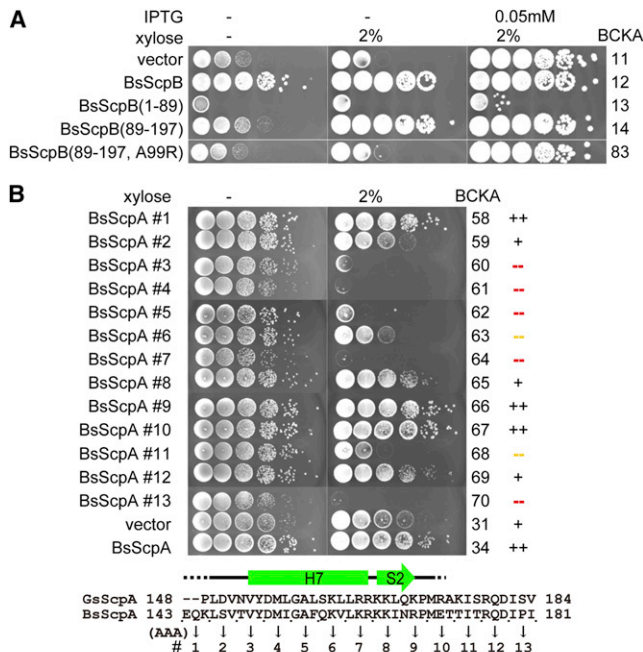 A
IPTG - - 0.05mM
xylose - 2% 2% BCKA
vector 11
BsScpB 12
BsScpB(1-89) 13
BsScpB(89-197) 14
BsScpB(89-197, A99R) 83
B
xylose - 2% BCKA
BsScpA #1 58 ++
BsScpA #2 59 +
BsScpA #3 60 --
BsScpA #4 61 --
BsScpA #5 62 --
BsScpA #6 63 --
BsScpA #7 64 --
BsScpA #8 65 +
BsScpA #9 66 ++
BsScpA #10 67 ++
BsScpA #11 68 --
BsScpA #12 69 +
BsScpA #13 70 --
vector 31 +
BsScpA 34 ++
H7 S2
GsScpA 148 --PLDVNVYDMLGALSKLLRRKKLQKPMRAKISRQDISV 184
BsScpA 143 EQKLSVTVYDMIGAFQKVLKRKKINRPMETTITRQDIPI 181
(AAA) ↓ ↓ ↓ ↓ ↓ ↓ ↓ ↓ ↓ ↓ ↓ ↓ ↓
# 1 2 3 4 5 6 7 8 9 10 11 12 13